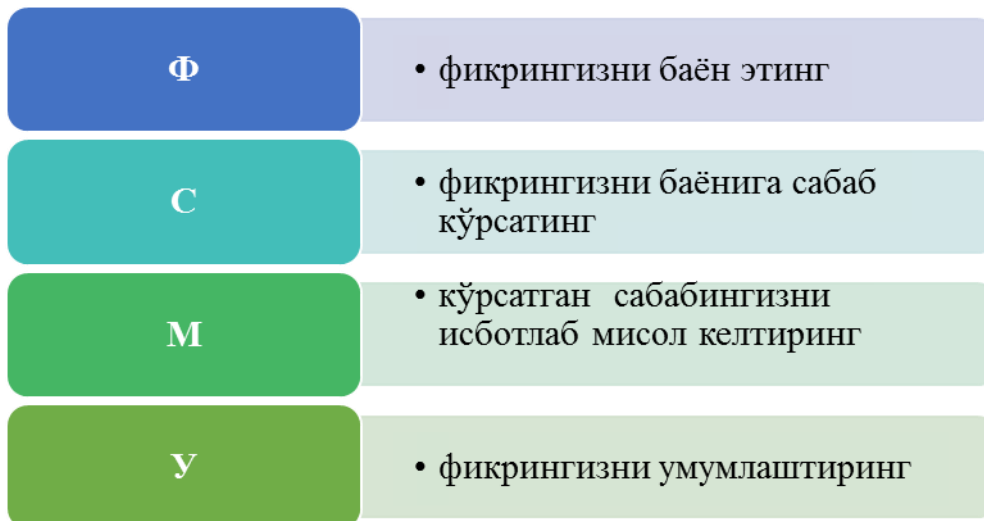 Ф
• фикрингизни баён этинг
С
• фикрингизни баёнига сабаб
кўрсатинг
М
• кўрсатган сабабингизни
исботлаб мисол келтиринг
У
• фикрингизни умумлаштиринг